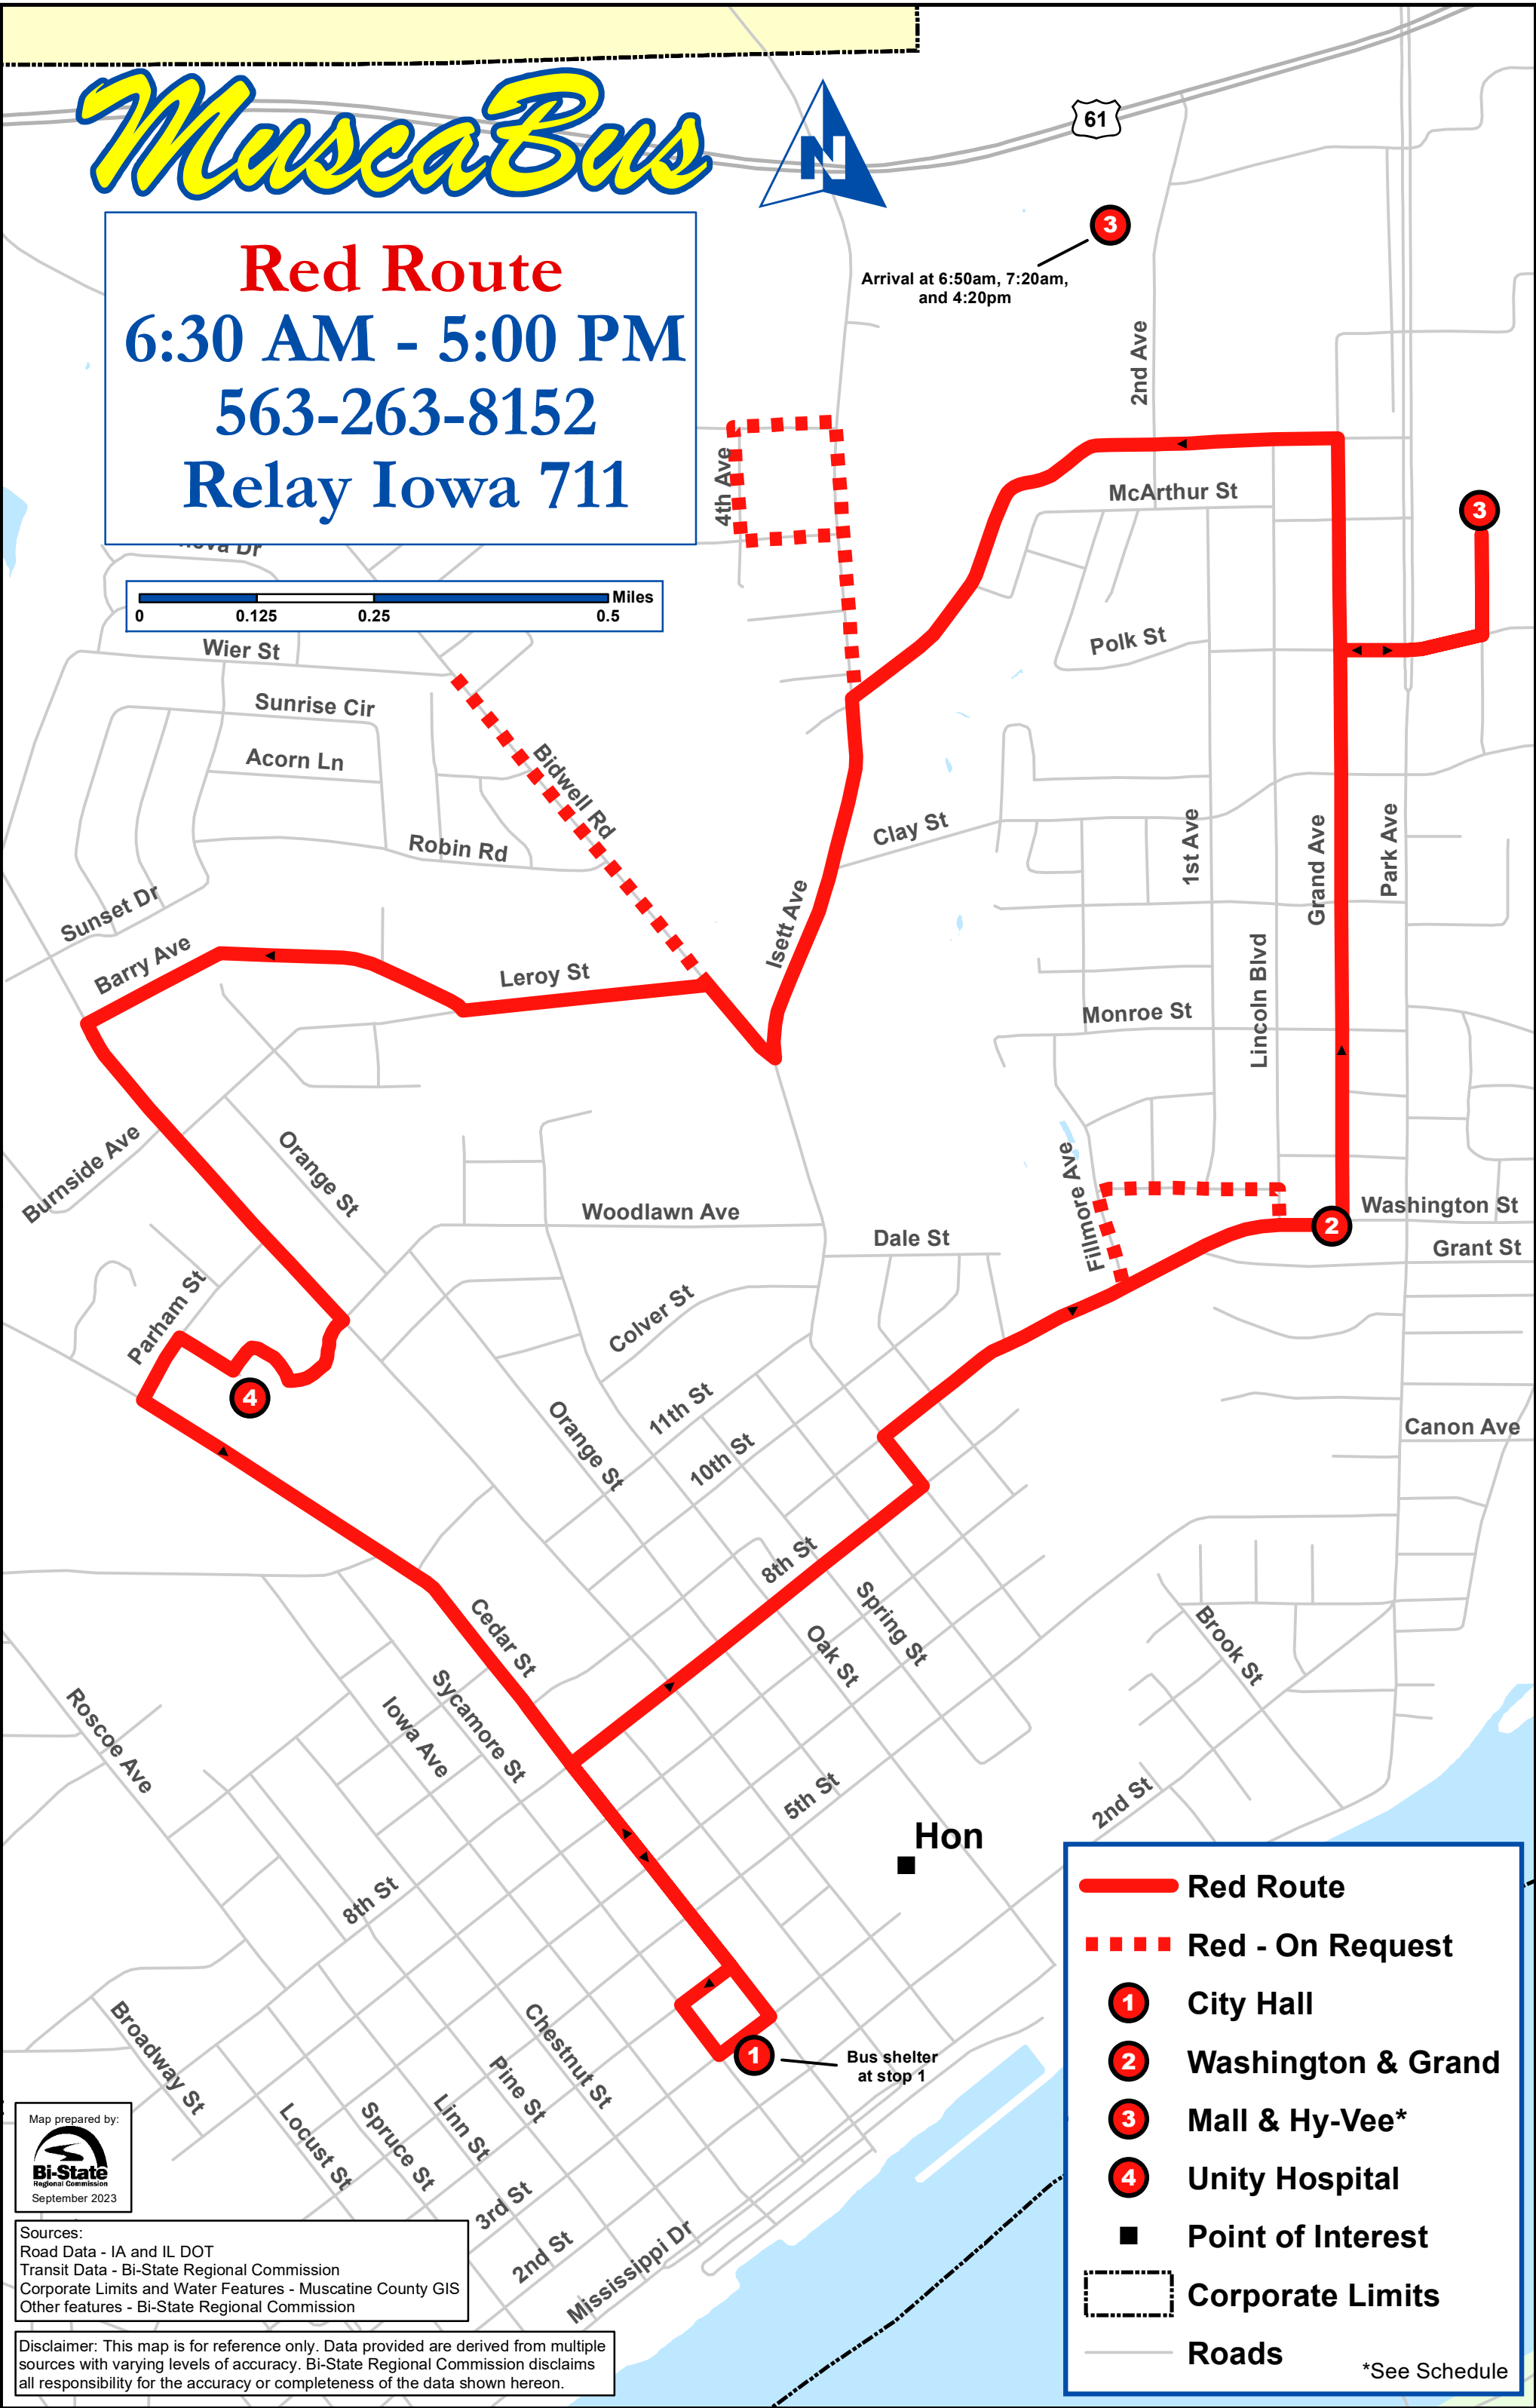 MuscaBus
N
61
Red Route
6:30 AM - 5:00 PM
563-263-8152
Relay Iowa 711
3
Arrival at 6:50am, 7:20am,
and 4:20pm
2nd Ave
4th Ave
McArthur St
3
Dr
Miles
0 0.125 0.25 0.5
Wier St
Polk St
Sunrise Cir
Acorn Ln
Bidwell Rd
Robin Rd
Clay St
1st Ave
Grand Ave
Park Ave
Sunset Dr
Barry Ave
Leroy St
Isett Ave
Lincoln Blvd
Monroe St
Burnside Ave
Orange St
Fillmore Ave
Woodlawn Ave
Dale St
2
Washington St
Grant St
Parham St
Colver St
4
11th St
10th St
Orange St
Canon Ave
8th St
Spring St
Oak St
Cedar St
Brook St
Sycamore St
Iowa Ave
Roscoe Ave
5th St
2nd St
Hon
8th St
Broadway St
Chestnut St
Pine St
Linn St
Spruce St
Locust St
3rd St
2nd St
Mississippi Dr
1
Bus shelter
at stop 1
Red Route
Red - On Request
1 City Hall
2 Washington & Grand
3 Mall & Hy-Vee*
4 Unity Hospital
Point of Interest
Corporate Limits
Roads
*See Schedule
Map prepared by:
Bi-State
Regional Commission
September 2023
Sources:
Road Data - IA and IL DOT
Transit Data - Bi-State Regional Commission
Corporate Limits and Water Features - Muscatine County GIS
Other features - Bi-State Regional Commission
Disclaimer: This map is for reference only. Data provided are derived from multiple
sources with varying levels of accuracy. Bi-State Regional Commission disclaims
all responsibility for the accuracy or completeness of the data shown hereon.